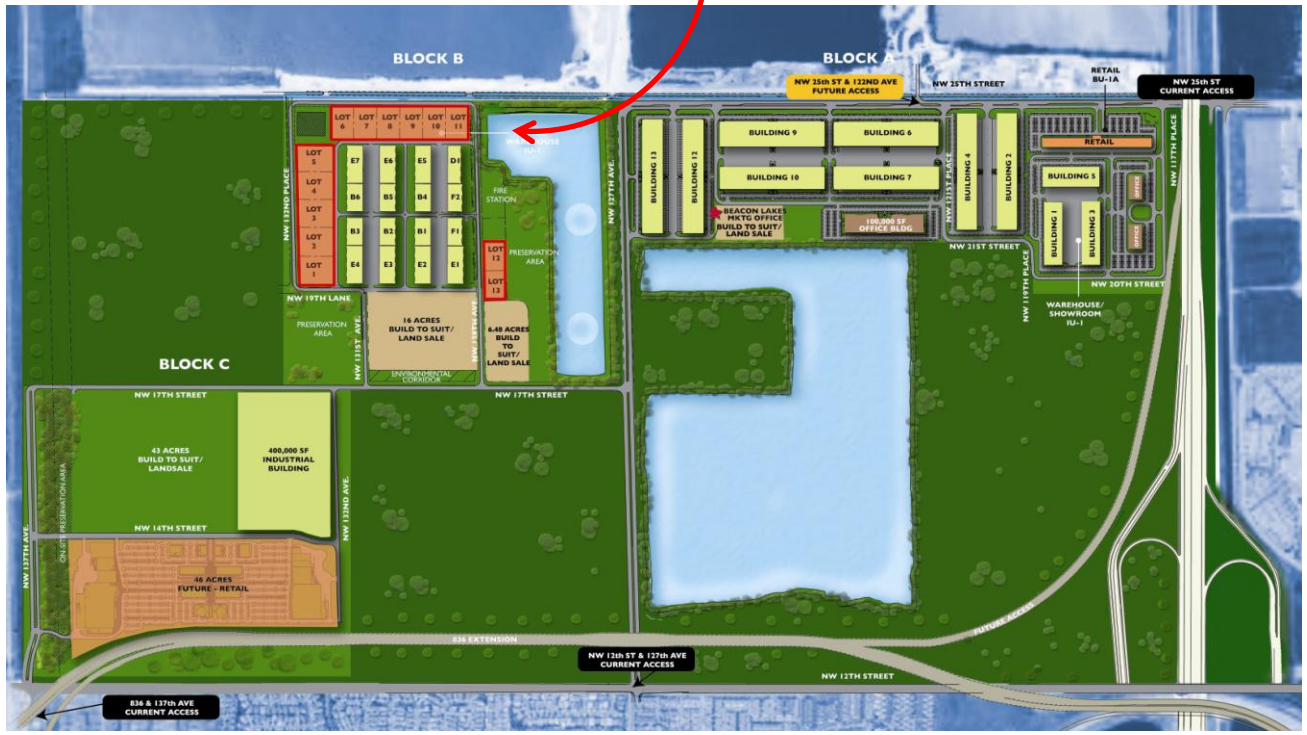 BLOCK B
BLOCK A
NW 25th ST & 122ND AVE
FUTURE ACCESS
NW 25TH STREET
RETAIL
BU-1A
NW 25th ST
CURRENT ACCESS
LOT
6
LOT
7
LOT
8
LOT
9
LOT
10
LOT
11
WAREHOUSE
IU-1
LOT
5
LOT
4
LOT
3
LOT
2
LOT
1
E7
E6
E5
D1
B6
B5
B4
F2
B3
B2
B1
F1
E4
E3
E2
E1
NW 132ND PLACE
FIRE
STATION
PRESERVATION
AREA
LOT
12
LOT
13
NW 127TH AVE.
BUILDING 13
BUILDING 12
BUILDING 9
BUILDING 6
BUILDING 10
BUILDING 7
BEACON LAKES
MKTG OFFICE
BUILD TO SUIT/
LAND SALE
100,000 SF
OFFICE BLDG
NW 121ST PLACE
BUILDING 4
BUILDING 2
RETAIL
BUILDING 5
BUILDING 1
BUILDING 3
OFFICE
OFFICE
NW 117TH PLACE
NW 21ST STREET
NW 119TH PLACE
NW 20TH STREET
WAREHOUSE/
SHOWROOM
IU-1
NW 19TH LANE
PRESERVATION
AREA
NW 131ST AVE.
16 ACRES
BUILD TO SUIT/
LAND SALE
6.48 ACRES
BUILD
TO
SUIT/
LAND SALE
ENVIRONMENTAL
CORRIDOR
BLOCK C
NW 17TH STREET
NW 17TH STREET
43 ACRES
BUILD TO SUIT/
LANDSALE
400,000 SF
INDUSTRIAL
BUILDING
ON-SITE PRESERVATION AREA
NW 137TH AVE.
NW 132ND AVE.
NW 14TH STREET
46 ACRES
FUTURE - RETAIL
836 EXTENSION
FUTURE ACCESS
NW 12th ST & 127th AVE
CURRENT ACCESS
NW 12TH STREET
836 & 137th AVE
CURRENT ACCESS